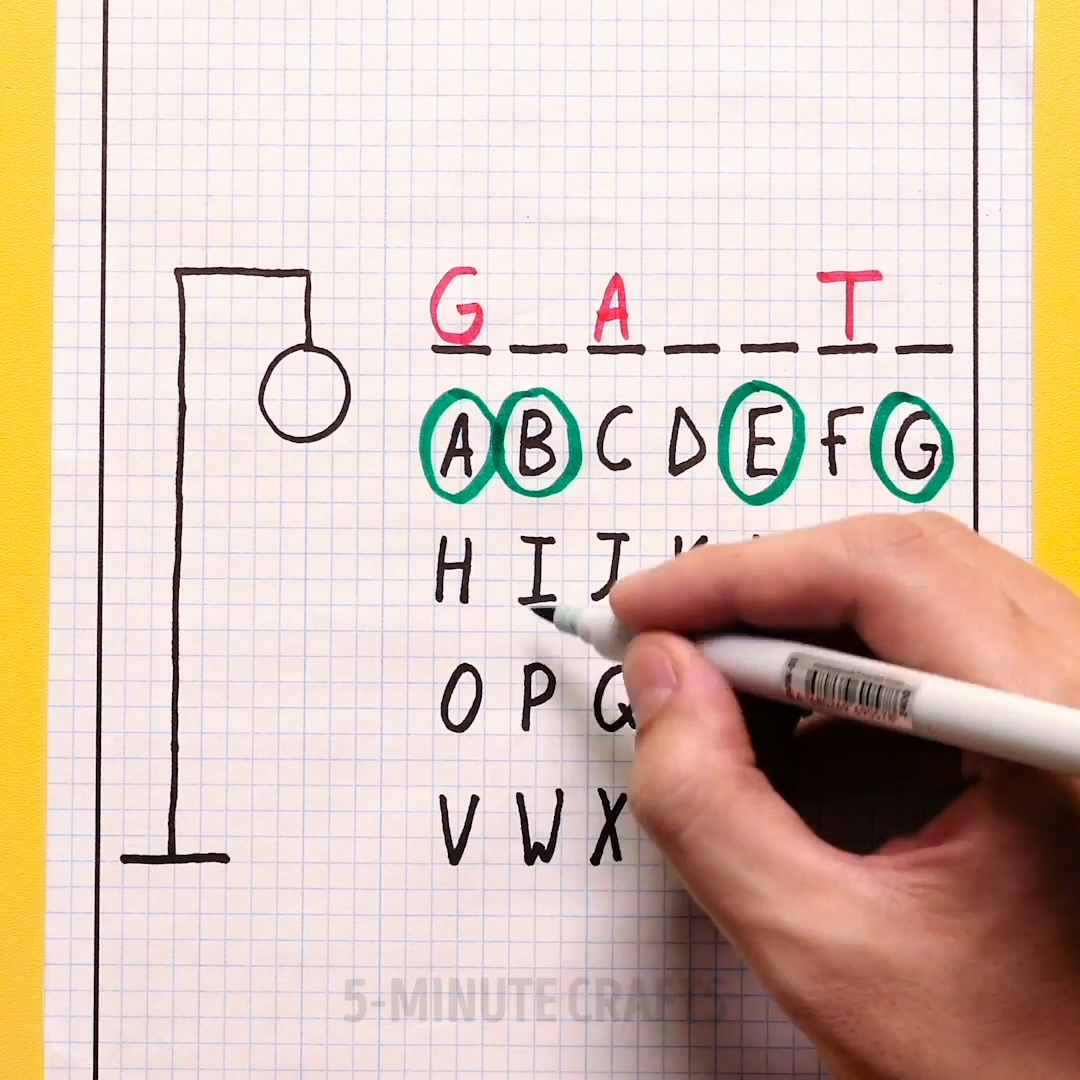 G _ A _ _ T _
A B C D E F G
H I J K
O P Q
V W X
5-MINUTE CRAFTS